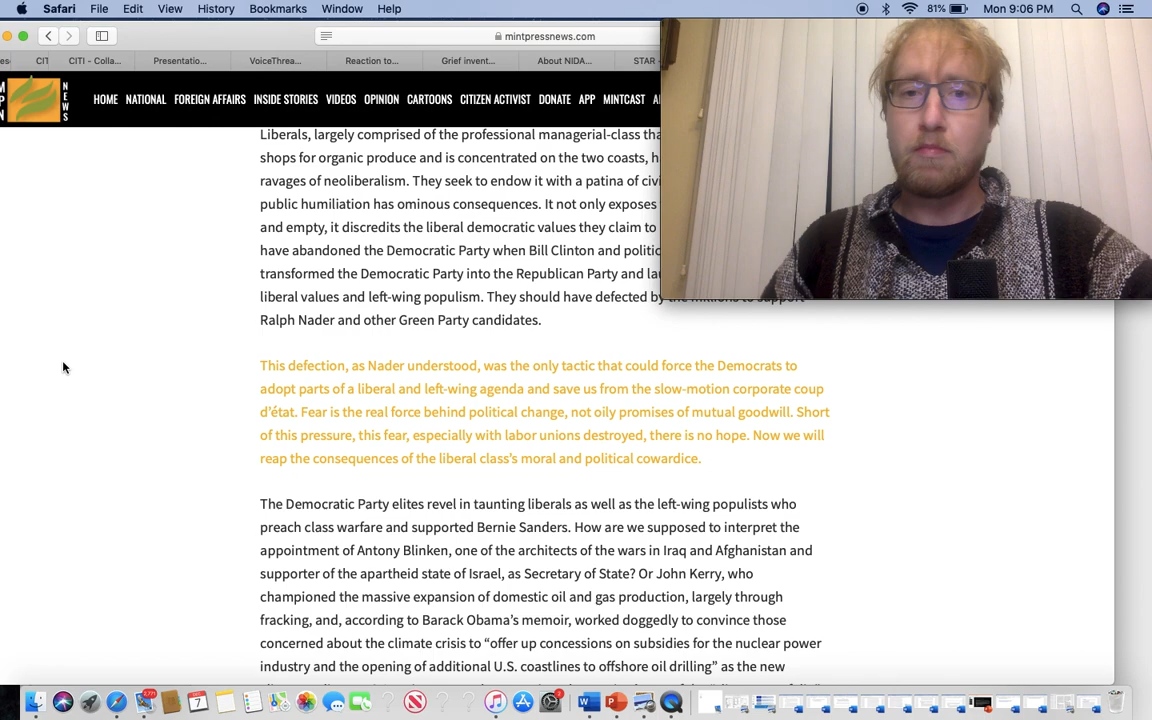 Safari File Edit View History Bookmarks Window Help 81% Mon 9:06 PM
mintpressnews.com
CIT CITI - Colla... Presentatio... VoiceThrea... Reaction to... Grief invent... About NIDA... STAR -
M P N NEWS
HOME NATIONAL FOREIGN AFFAIRS INSIDE STORIES VIDEOS OPINION CARTOONS CITIZEN ACTIVIST DONATE APP MINTCAST
Liberals, largely comprised of the professional managerial-class tha
shops for organic produce and is concentrated on the two coasts, h
ravages of neoliberalism. They seek to endow it with a patina of civi
public humiliation has ominous consequences. It not only exposes
and empty, it discredits the liberal democratic values they claim to
have abandoned the Democratic Party when Bill Clinton and politic
transformed the Democratic Party into the Republican Party and la
liberal values and left-wing populism. They should have defected by the millions to support
Ralph Nader and other Green Party candidates.
This defection, as Nader understood, was the only tactic that could force the Democrats to
adopt parts of a liberal and left-wing agenda and save us from the slow-motion corporate coup
d'état. Fear is the real force behind political change, not oily promises of mutual goodwill. Short
of this pressure, this fear, especially with labor unions destroyed, there is no hope. Now we will
reap the consequences of the liberal class's moral and political cowardice.
The Democratic Party elites revel in taunting liberals as well as the left-wing populists who
preach class warfare and supported Bernie Sanders. How are we supposed to interpret the
appointment of Antony Blinken, one of the architects of the wars in Iraq and Afghanistan and
supporter of the apartheid state of Israel, as Secretary of State? Or John Kerry, who
championed the massive expansion of domestic oil and gas production, largely through
fracking, and, according to Barack Obama's memoir, worked doggedly to convince those
concerned about the climate crisis to "offer up concessions on subsidies for the nuclear power
industry and the opening of additional U.S. coastlines to offshore oil drilling" as the new
7